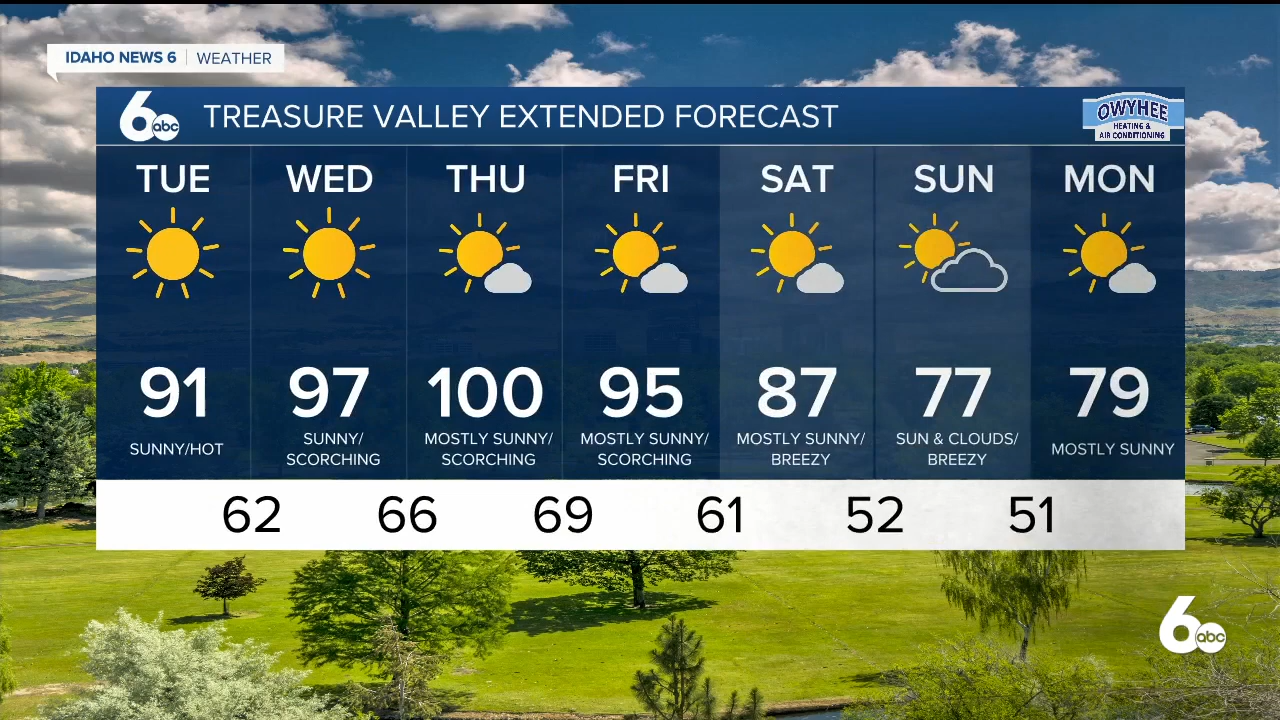 IDAHO NEWS 6 WEATHER
6abc TREASURE VALLEY EXTENDED FORECAST
OWYHEE
HEATING &
AIR CONDITIONING
TUE WED THU FRI SAT SUN MON
91 97 100 95 87 77 79
SUNNY/HOT
SUNNY/
SCORCHING
MOSTLY SUNNY/
SCORCHING
MOSTLY SUNNY/
SCORCHING
MOSTLY SUNNY/
BREEZY
SUN & CLOUDS/
BREEZY
MOSTLY SUNNY
62 66 69 61 52 51
6abc